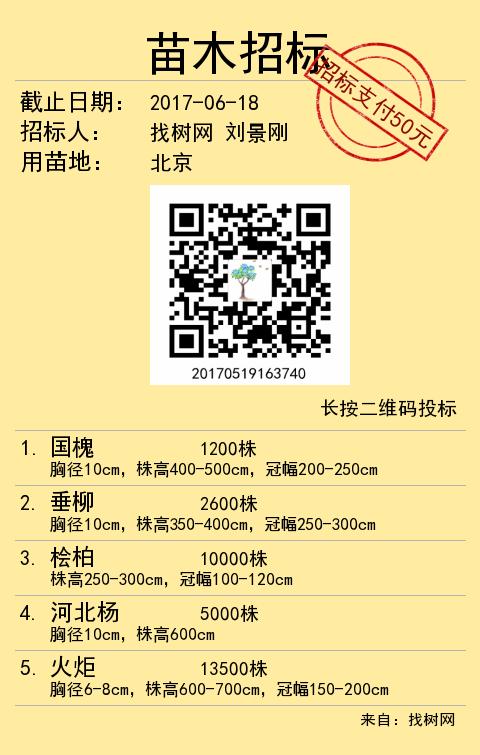 苗木招标
招标支付50元
截止日期： 2017-06-18
招标人： 找树网 刘景刚
用苗地： 北京
20170519163740
长按二维码投标
1. 国槐 1200株
胸径10cm，株高400-500cm，冠幅200-250cm
2. 垂柳 2600株
胸径10cm，株高350-400cm，冠幅250-300cm
3. 桧柏 10000株
株高250-300cm，冠幅100-120cm
4. 河北杨 5000株
胸径10cm，株高600cm
5. 火炬 13500株
胸径6-8cm，株高600-700cm，冠幅150-200cm
来自：找树网